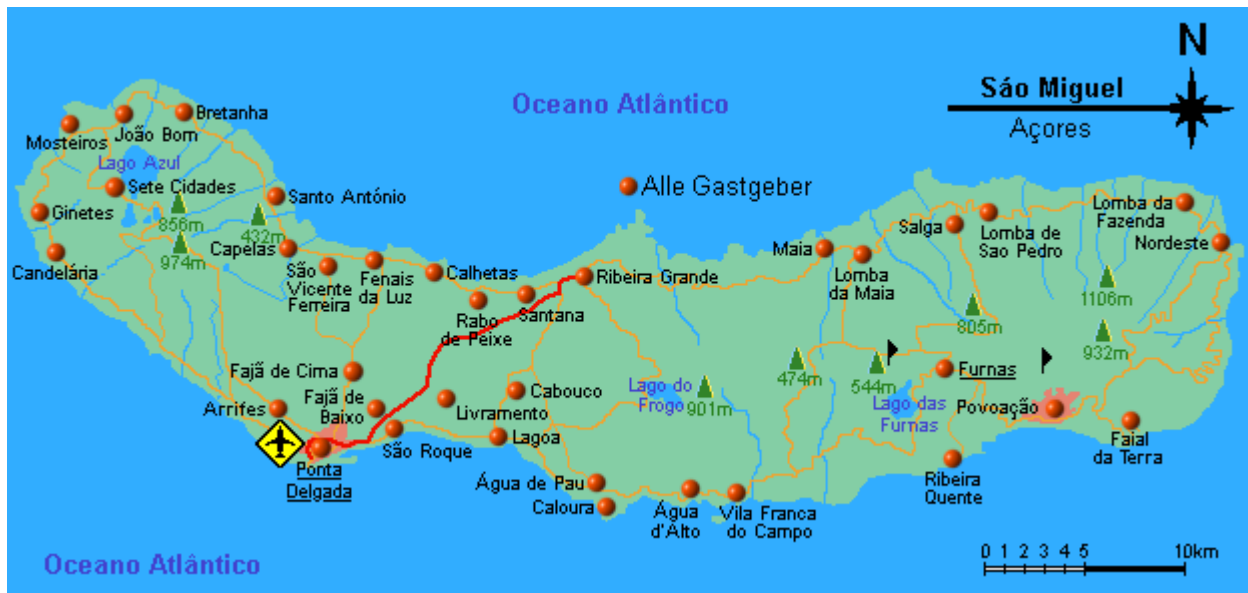 N
Sáo Miguel
Açores
Oceano Atlântico
Bretanha
João Bom
Mosteiros
Lago Azul
Sete Cidades
Santo António
Alle Gastgeber
Ginetes
856m
432m
Capelas
974m
Candelária
São
Vicente
Ferreira
Fenais
da Luz
Calhetas
Ribeira Grande
Santana
Rabo
de Peixe
Maia
Lomba
da Maia
Salga
Lomba de
Sao Pedro
Lomba da
Fazenda
Nordeste
1106m
805m
932m
Fajã de Cima
Fajã de
Baixo
Arrifes
Livramento
Cabouco
Lago do
Frogo
901m
474m
544m
Furnas
Lago das
Furnas
Povoação
Faial
da Terra
Ponta
Delgada
São Roque
Lagoa
Água de Pau
Caloura
Água
d'Alto
Vila Franca
do Campo
Ribeira
Quente
Oceano Atlântico
0 1 2 3 4 5 10km